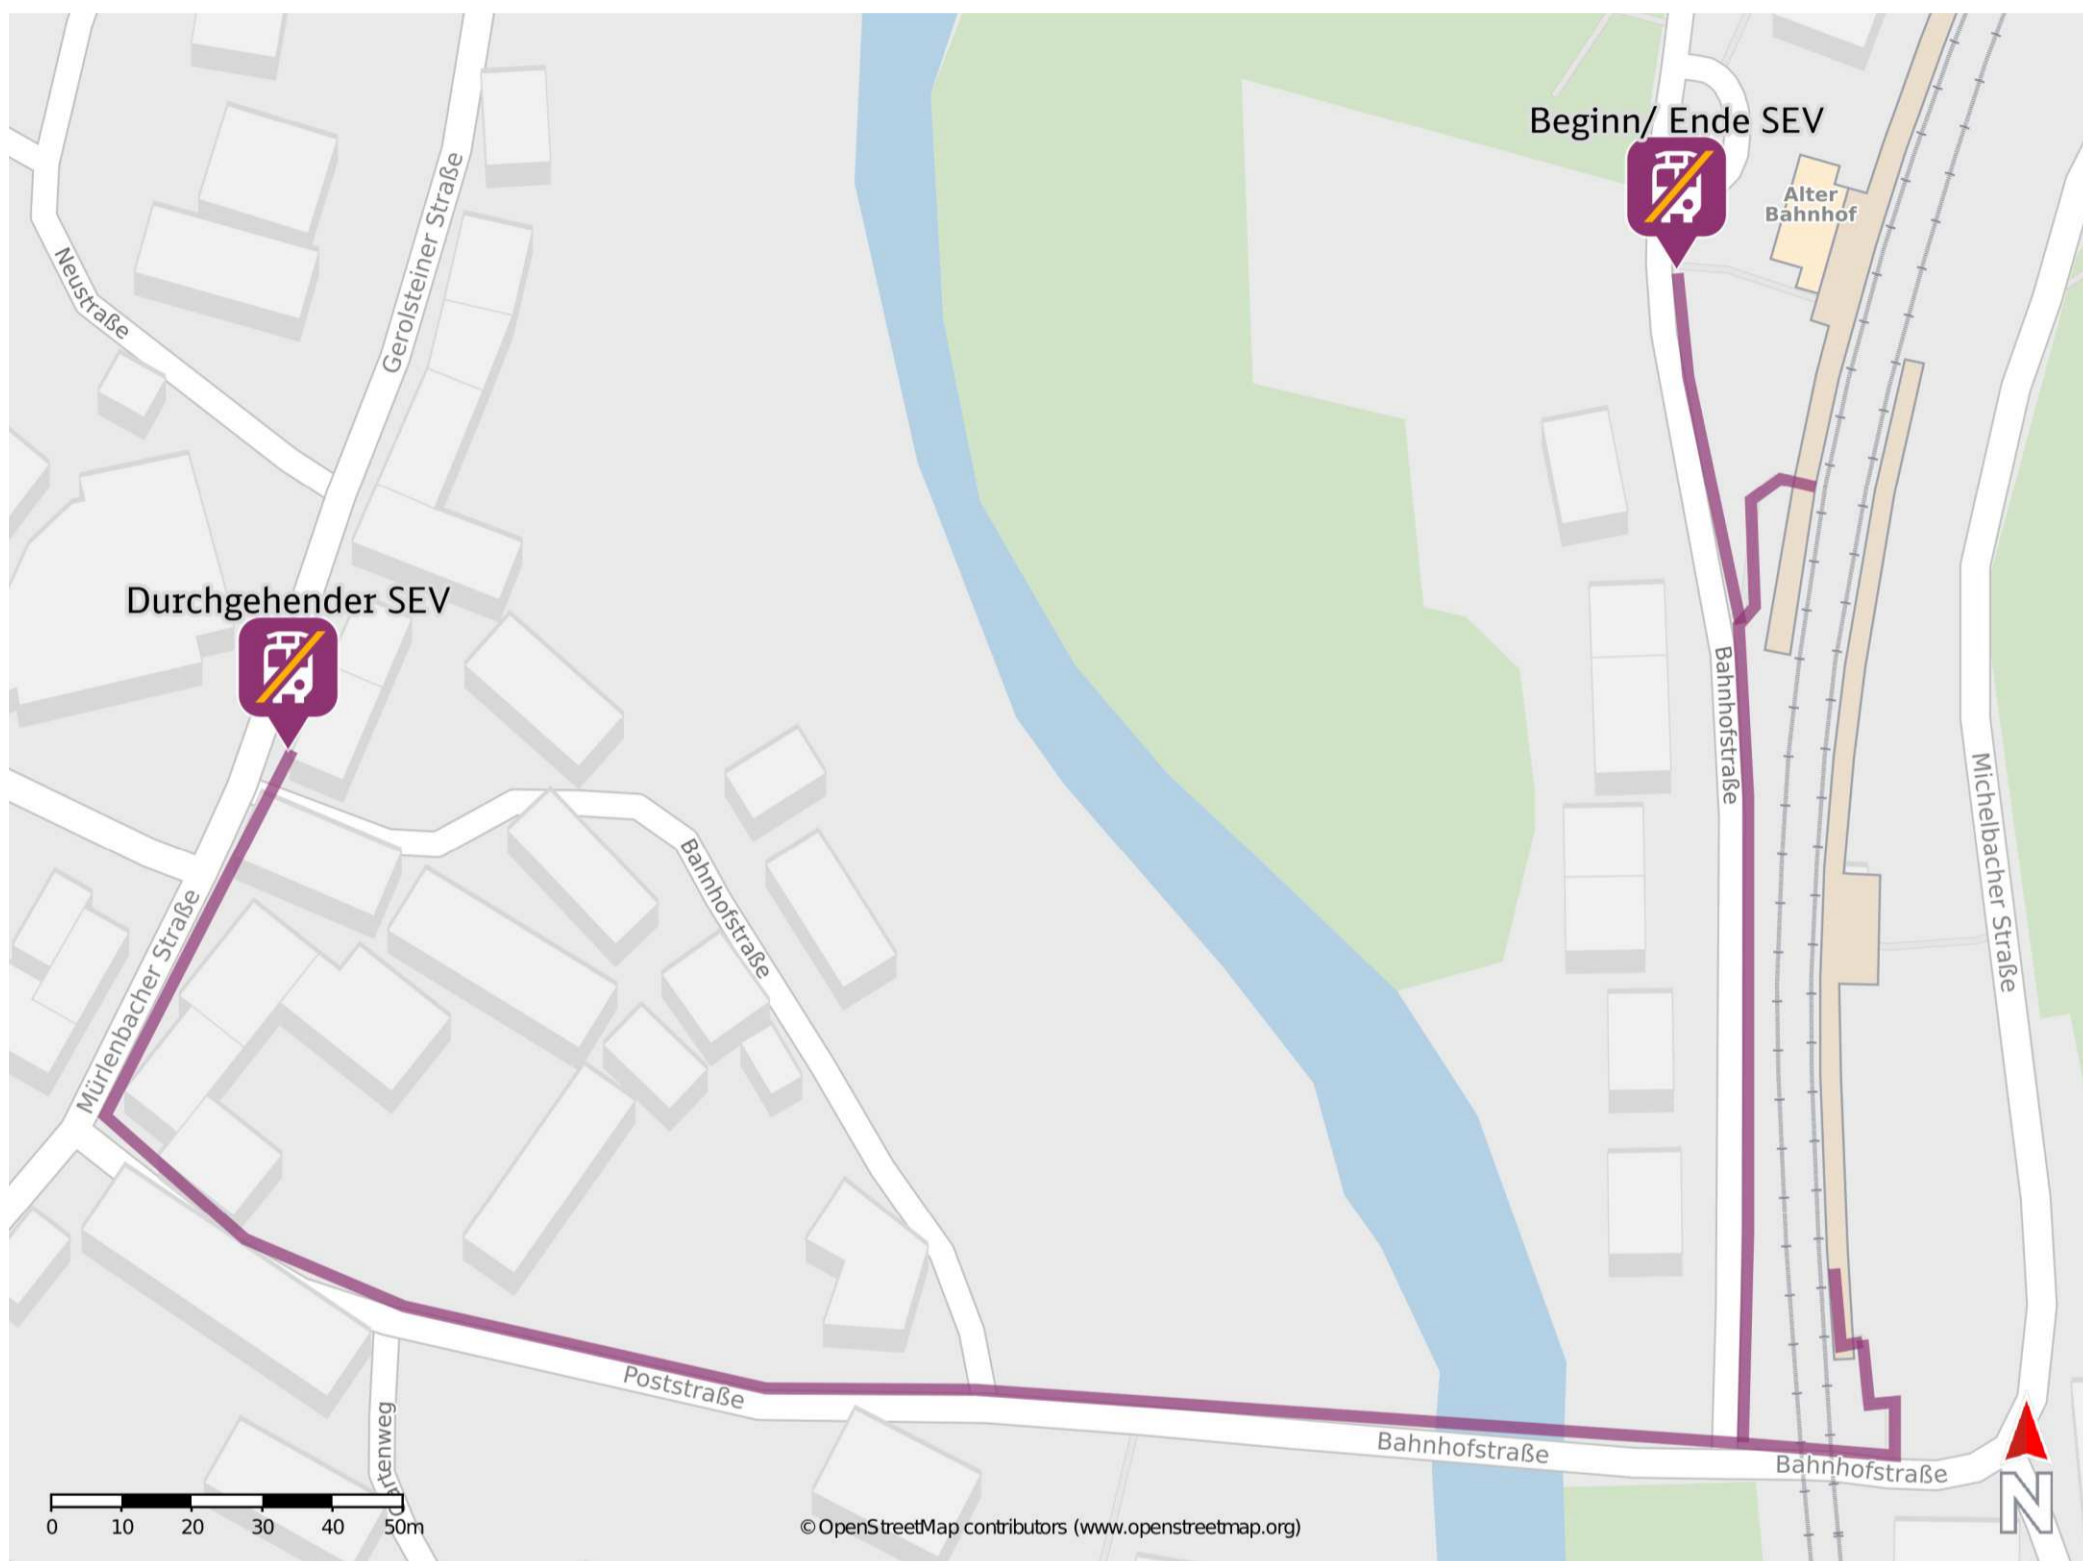 Beginn/ Ende SEV
Alter
Bahnhof
Gerolsteiner Straße
Neustraße
Durchgehender SEV
Bahnhofstraße
Michelbacher Straße
Bahnhofstraße
Mürlenbacher Straße
Poststraße
Bahnhofstraße
Bahnhofstraße
N
0 10 20 30 40 50m
© OpenStreetMap contributors (www.openstreetmap.org)